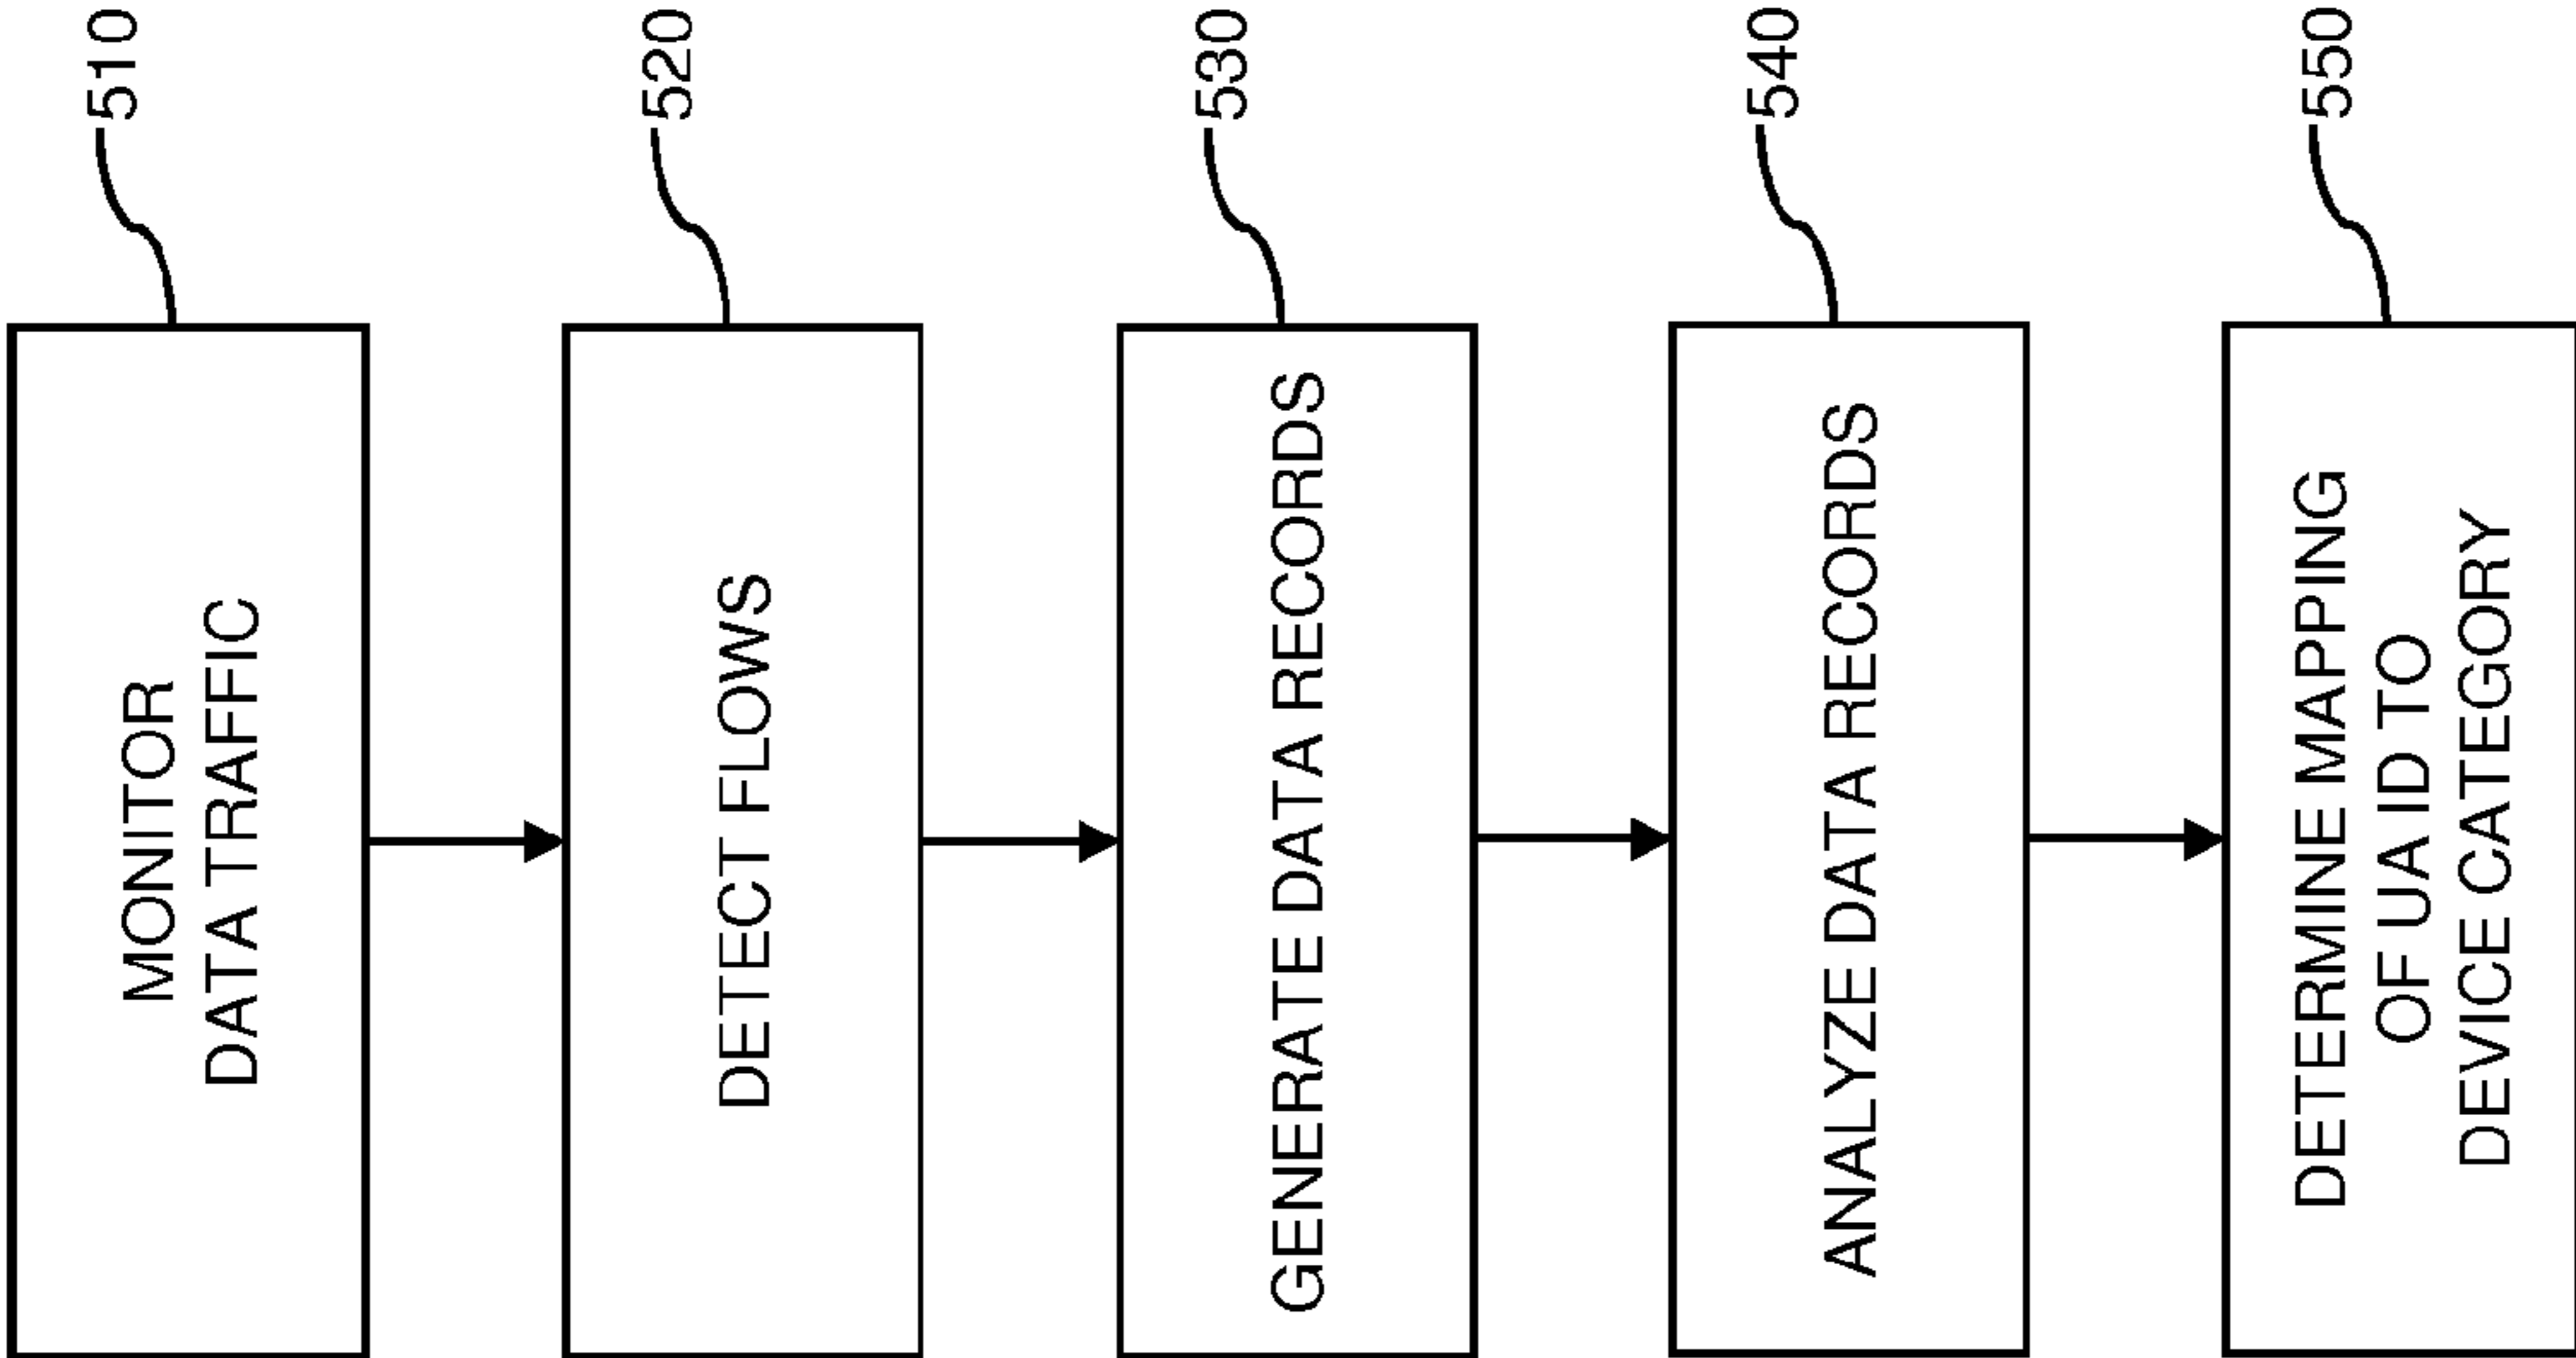 510
MONITOR
DATA TRAFFIC
520
DETECT FLOWS
530
GENERATE DATA RECORDS
540
ANALYZE DATA RECORDS
550
DETERMINE MAPPING
OF UA ID TO
DEVICE CATEGORY